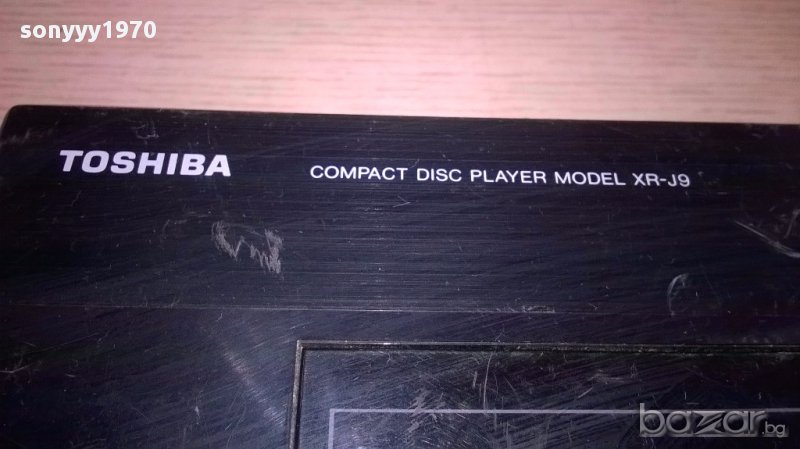 sonyyy1970
TOSHIBA COMPACT DISC PLAYER MODEL XR-J9
bazar.bg